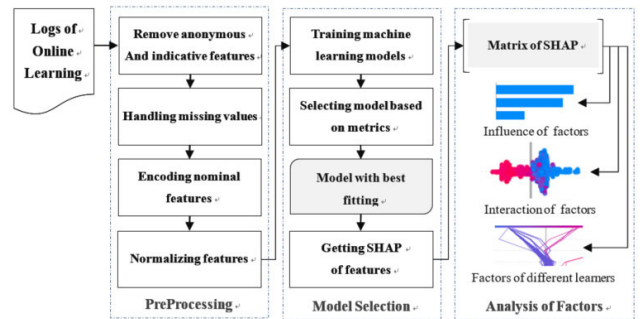 Logs of
Online
Learning
Remove anonymous
And indicative features
Handling missing values
Encoding nominal
features
Normalizing features
PreProcessing
Training machine
learning models
Selecting model based
on metrics
Model with best
fitting
Getting SHAP
of features
Model Selection
Matrix of SHAP
Influence of factors
Interaction of factors
Factors of different learners
Analysis of Factors